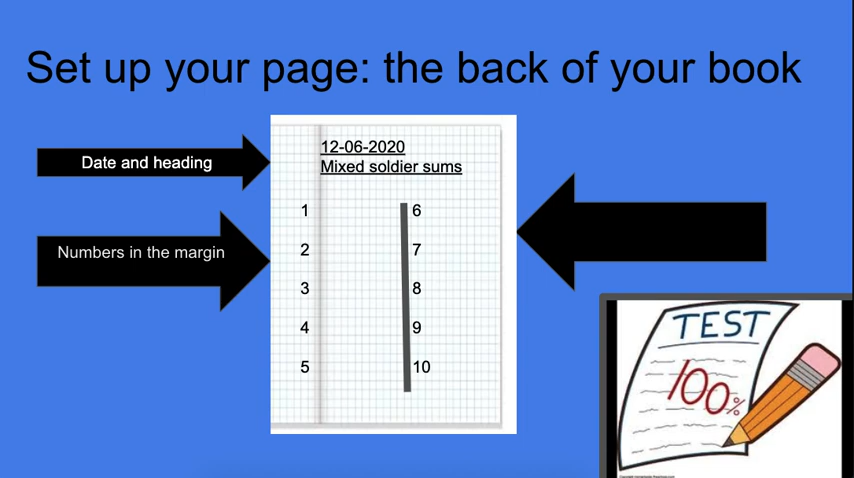 Set up your page: the back of your book
Date and heading
Numbers in the margin
12-06-2020
Mixed soldier sums
1
2
3
4
5
6
7
8
9
10
TEST
100%